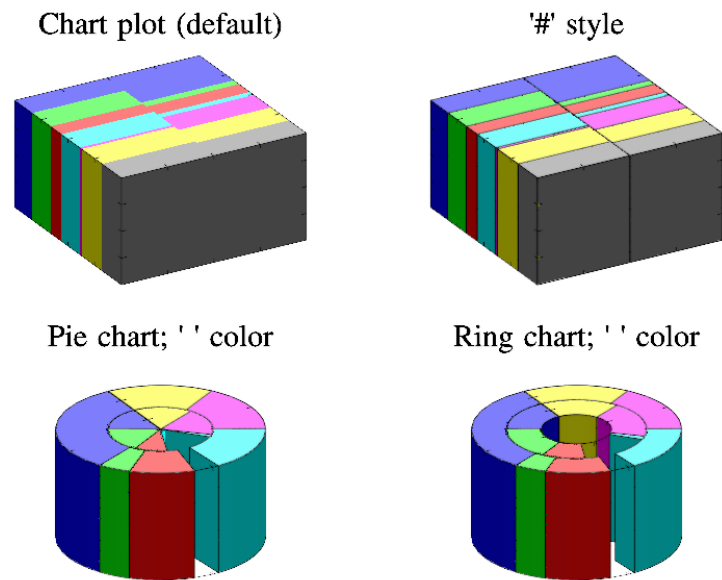 Chart plot (default)
'#' style
Pie chart; ' ' color
Ring chart; ' ' color